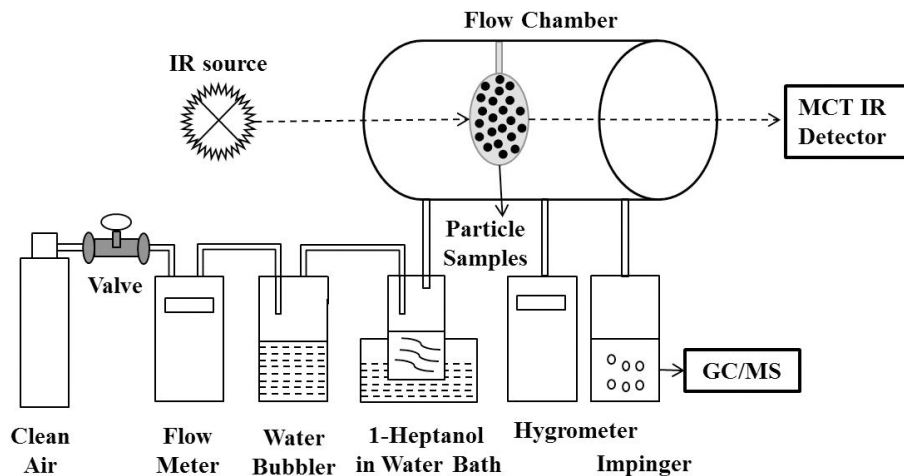 Flow Chamber
IR source
MCT IR
Detector
Particle
Samples
Valve
GC/MS
Clean
Air
Flow
Meter
Water
Bubbler
1-Heptanol
in Water Bath
Hygrometer
Impinger